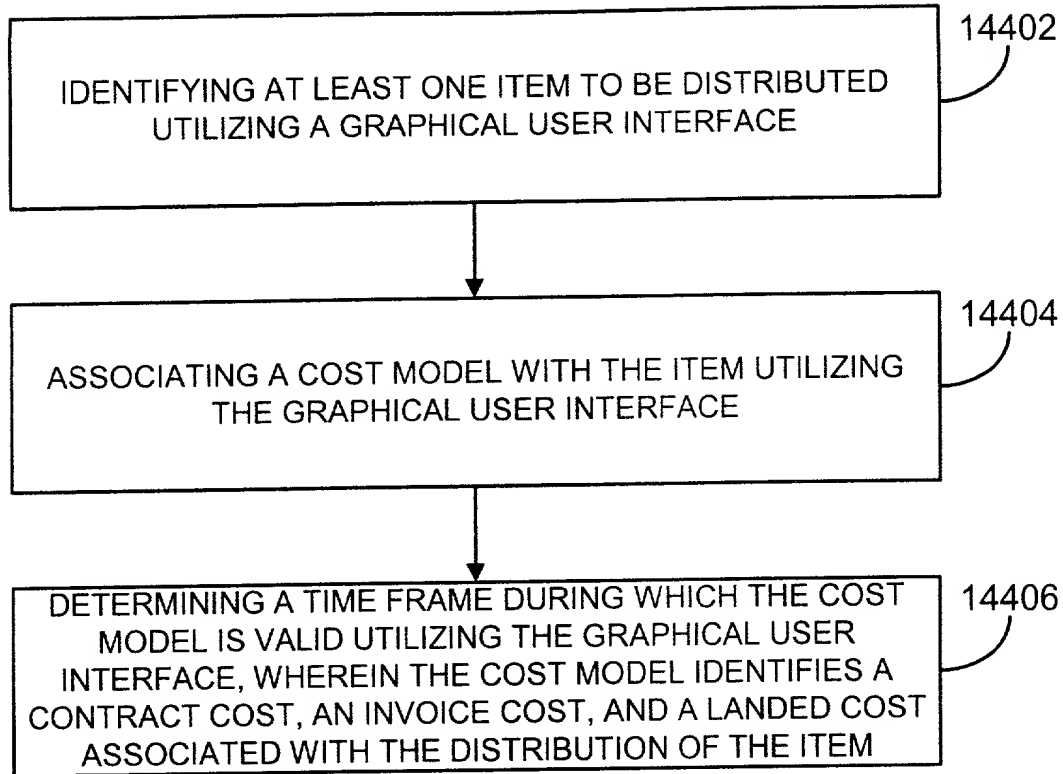 14402
IDENTIFYING AT LEAST ONE ITEM TO BE DISTRIBUTED
UTILIZING A GRAPHICAL USER INTERFACE
14404
ASSOCIATING A COST MODEL WITH THE ITEM UTILIZING
THE GRAPHICAL USER INTERFACE
14406
DETERMINING A TIME FRAME DURING WHICH THE COST
MODEL IS VALID UTILIZING THE GRAPHICAL USER
INTERFACE, WHEREIN THE COST MODEL IDENTIFIES A
CONTRACT COST, AN INVOICE COST, AND A LANDED COST
ASSOCIATED WITH THE DISTRIBUTION OF THE ITEM